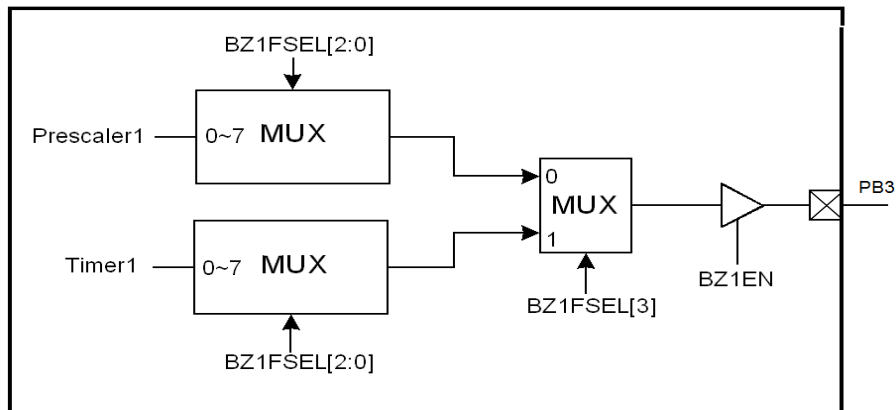 BZ1FSEL[2:0]
Prescaler1
0~7 MUX
0
MUX
1
PB3
Timer1
0~7 MUX
BZ1EN
BZ1FSEL[3]
BZ1FSEL[2:0]